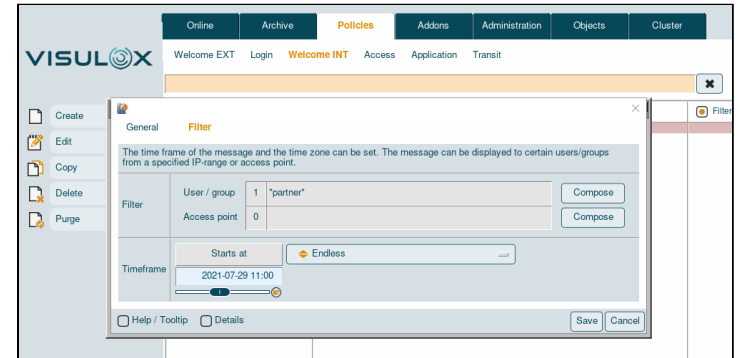 Online Archive Policies Addons Administration Objects Cluster
VISULOX
Welcome EXT Login Welcome INT Access Application Transit
Filter
Create
Edit
Copy
Delete
Purge
General Filter
The time frame of the message and the time zone can be set. The message can be displayed to certain users/groups
from a specified IP-range or access point.
Filter
User / group 1 "partner" Compose
Access point 0 Compose
Timeframe
Starts at Endless
2021-07-29 11:00
Help / Tooltip Details Save Cancel